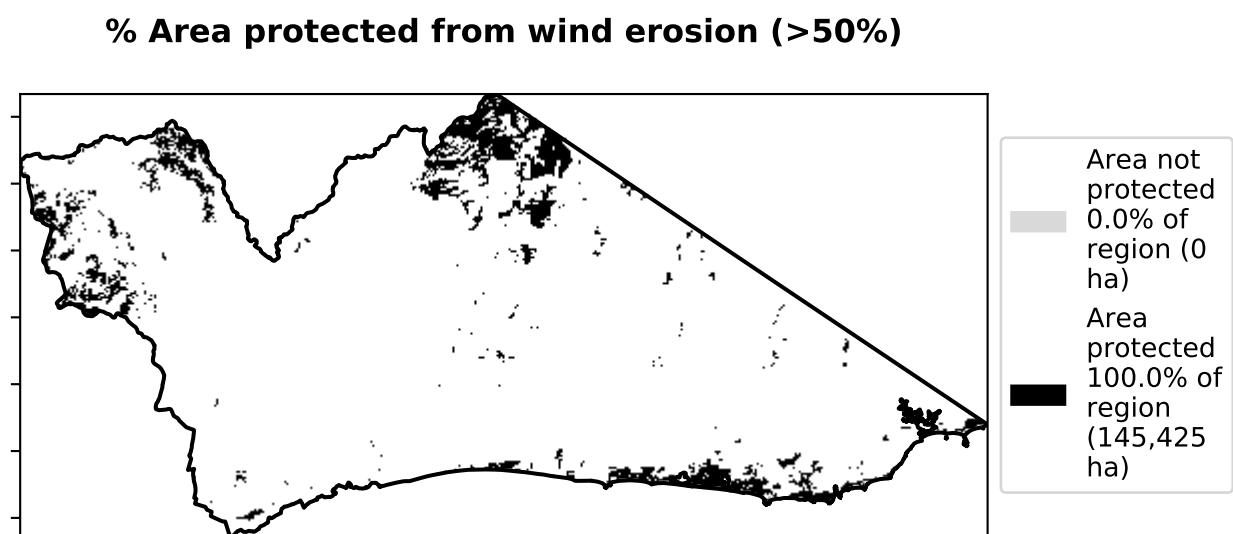 % Area protected from wind erosion (>50%)
Area not
protected
0.0% of
region (0
ha)
Area
protected
100.0% of
region
(145,425
ha)